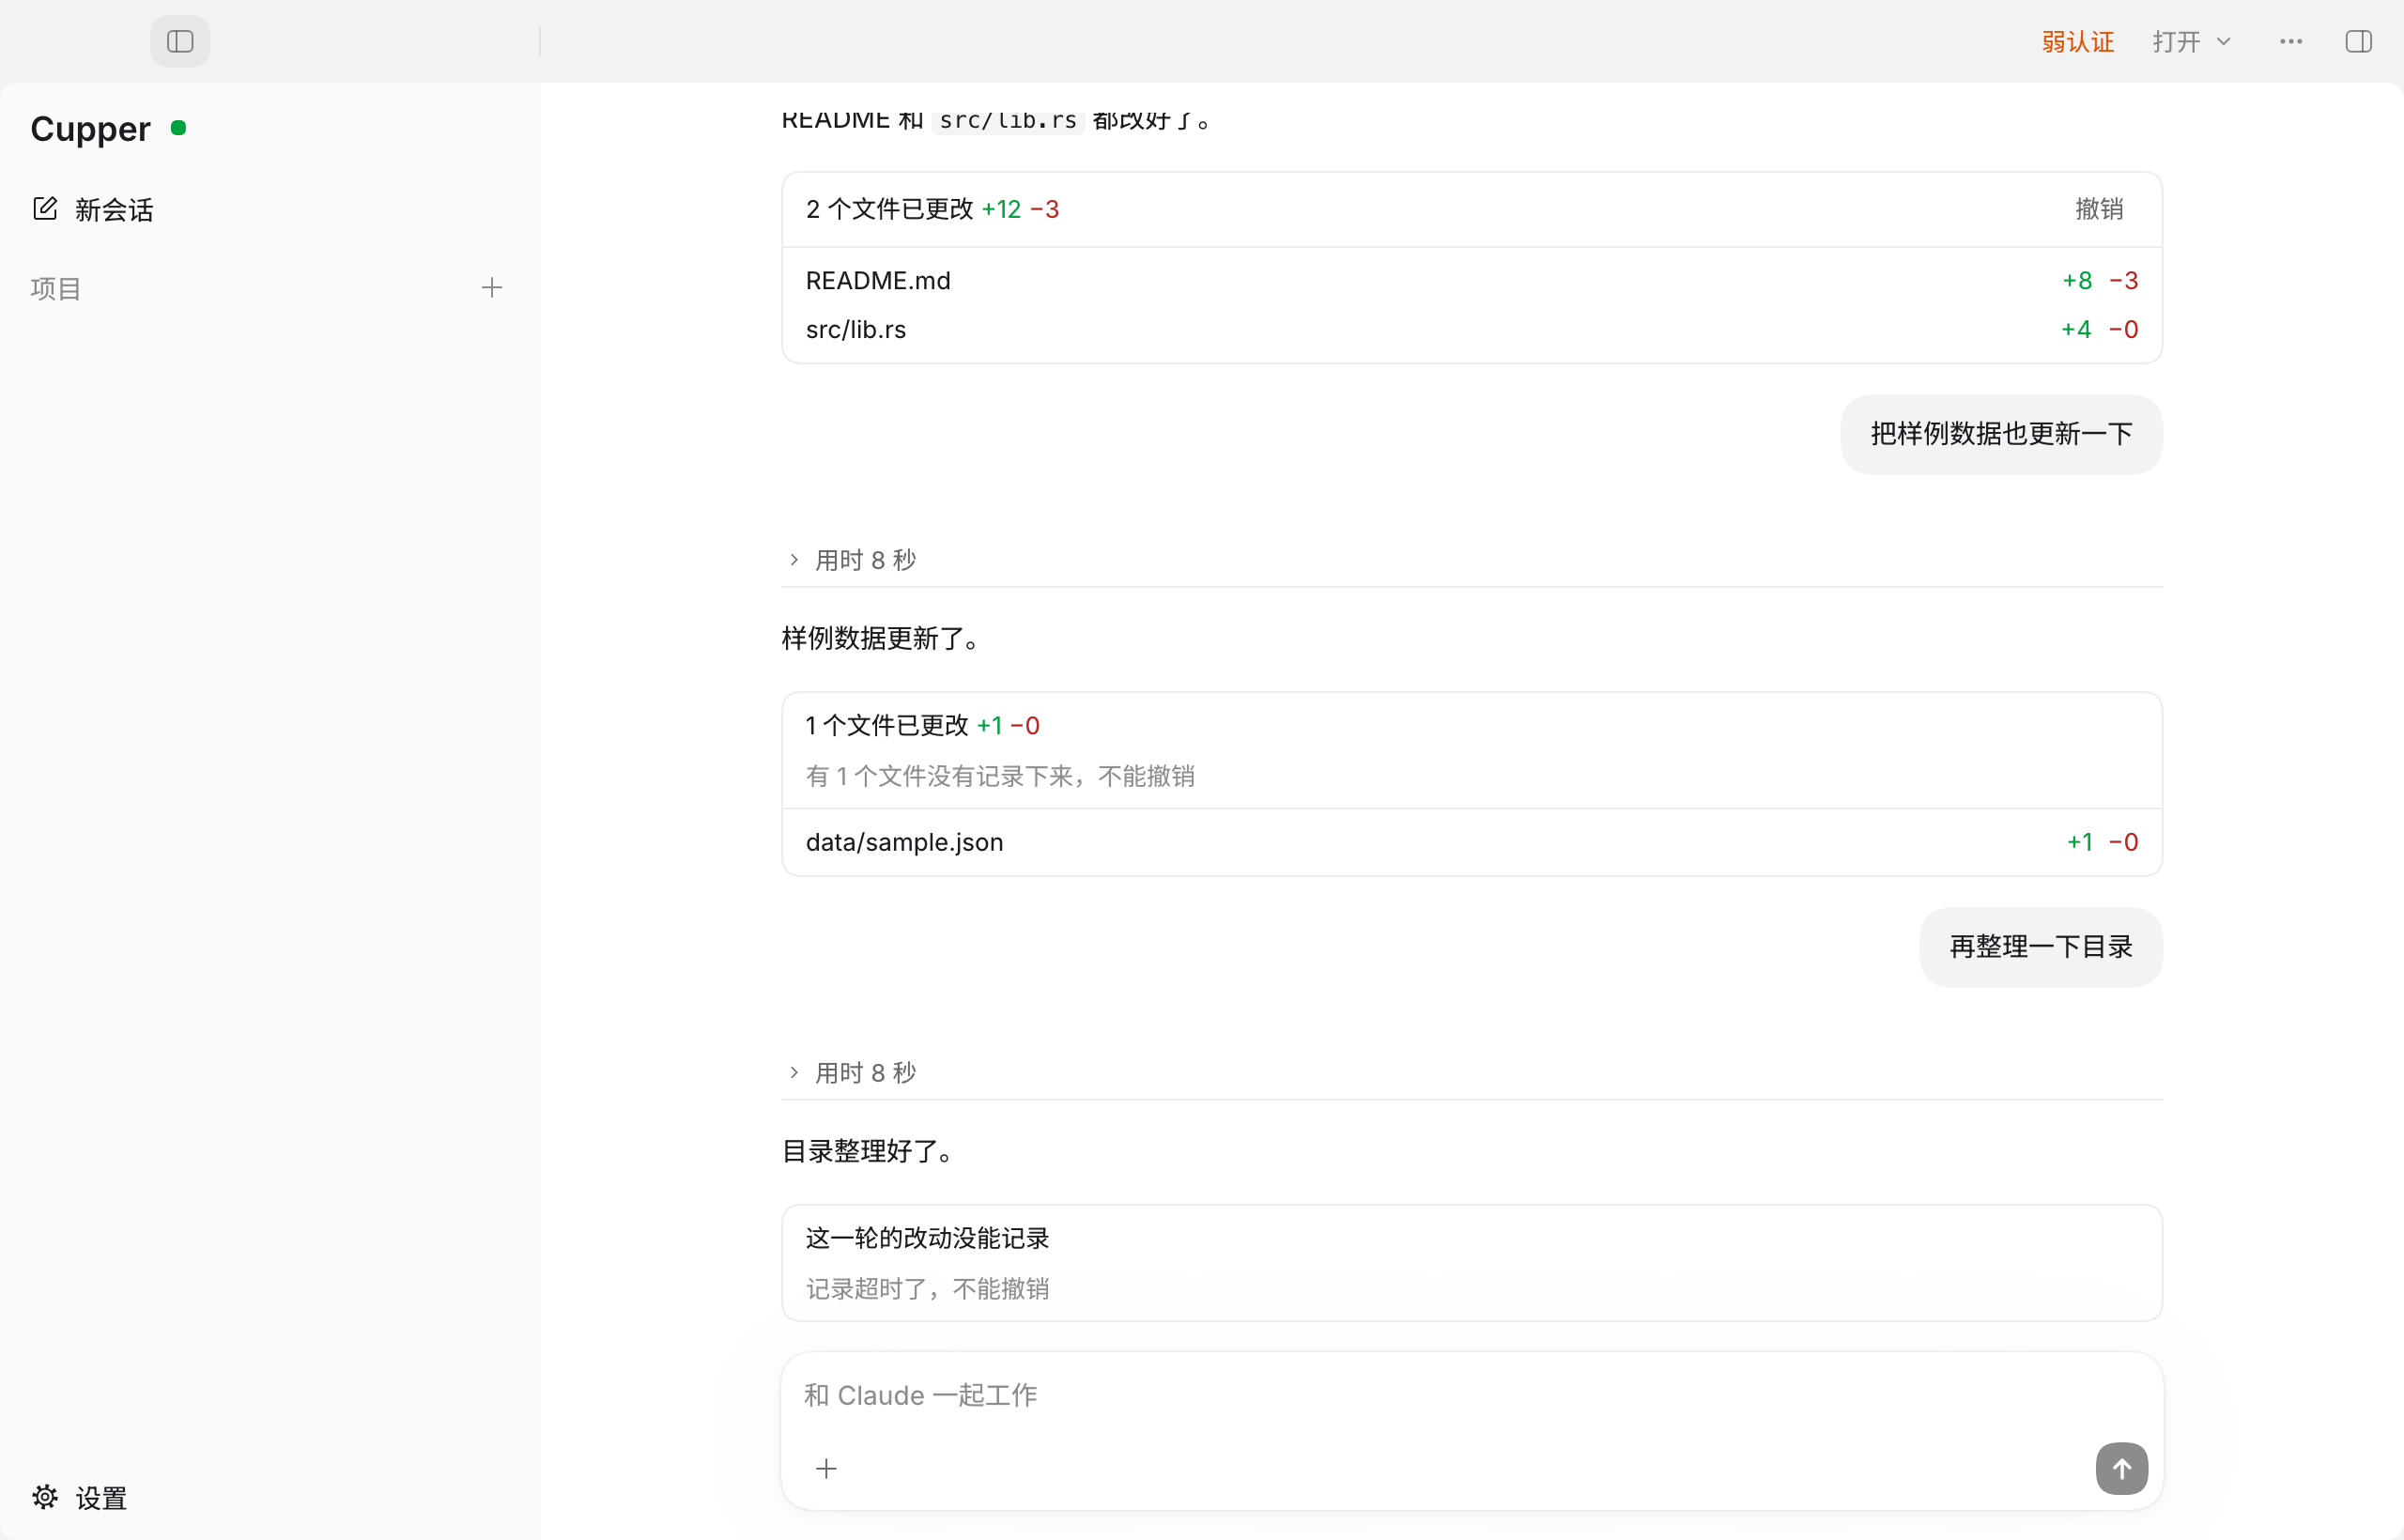 弱认证 打开
Cupper
新会话
项目
README 和 src/lib.rs 都改好了。
2 个文件已更改 +12 −3 撤销
README.md +8 −3
src/lib.rs +4 −0
把样例数据也更新一下
用时 8 秒
样例数据更新了。
1 个文件已更改 +1 −0
有 1 个文件没有记录下来，不能撤销
data/sample.json +1 −0
再整理一下目录
用时 8 秒
目录整理好了。
这一轮的改动没能记录
记录超时了，不能撤销
和 Claude 一起工作
设置